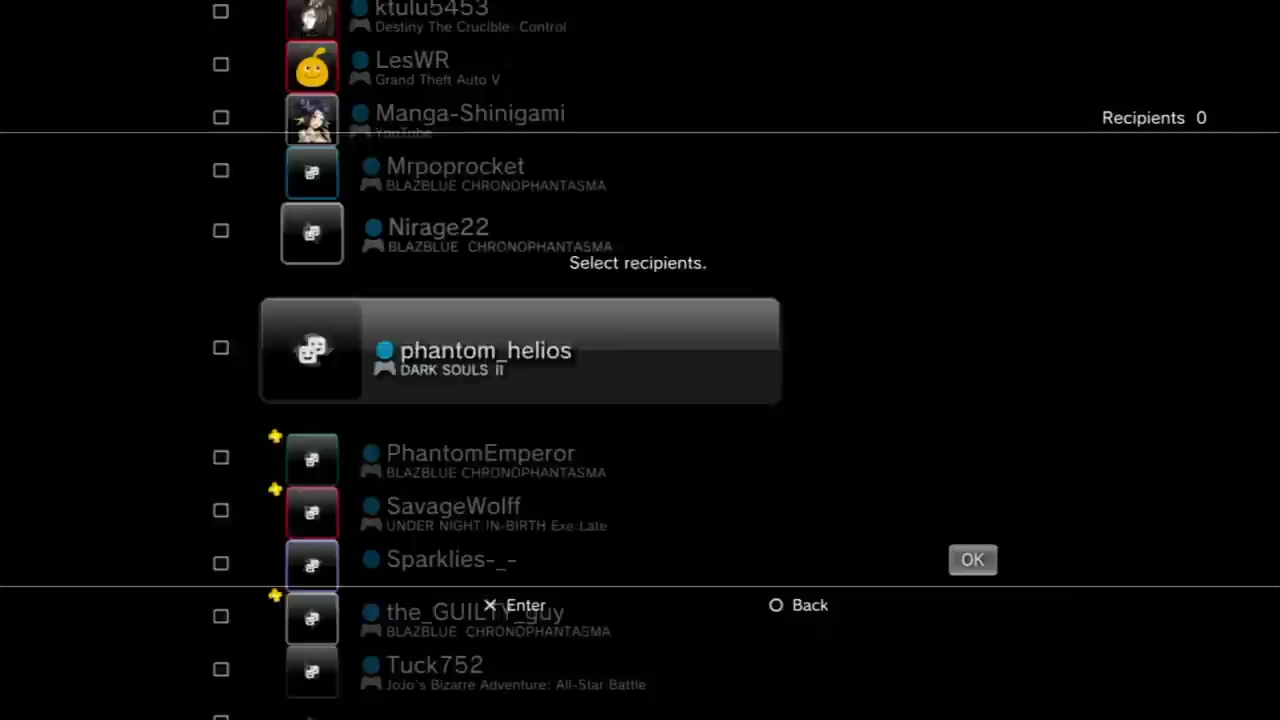 ktulu5453
Destiny The Crucible: Control
LesWR
Grand Theft Auto V
Manga-Shinigami
YouTube
Recipients 0
Mrpoprocket
BLAZBLUE CHRONOPHANTASMA
Nirage22
BLAZBLUE CHRONOPHANTASMA
Select recipients.
phantom_helios
DARK SOULS II
PhantomEmperor
BLAZBLUE CHRONOPHANTASMA
SavageWolff
UNDER NIGHT IN-BIRTH Exe:Late
Sparklies-_-
OK
the_GUILTY_guy
Enter
Back
BLAZBLUE CHRONOPHANTASMA
Tuck752
JoJo's Bizarre Adventure: All-Star Battle